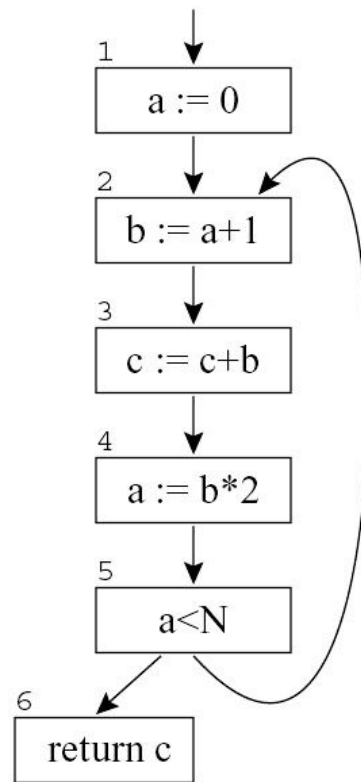 1
a := 0
2
b := a+1
3
c := c+b
4
a := b*2
5
a<N
6
return c